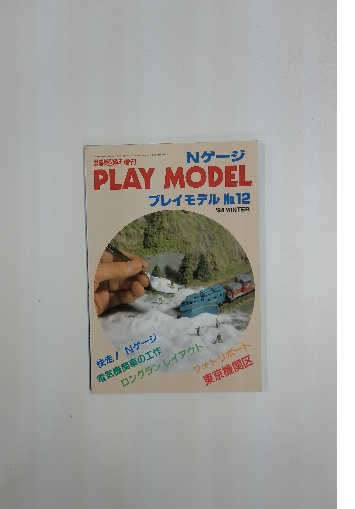 増刊
Nゲージ
PLAY MODEL
プレイモデル No.12
'84 WINTER
快走! Nゲージ
電気機関車の工作
ロングランレイアウト
フォトリポート
東京機関区